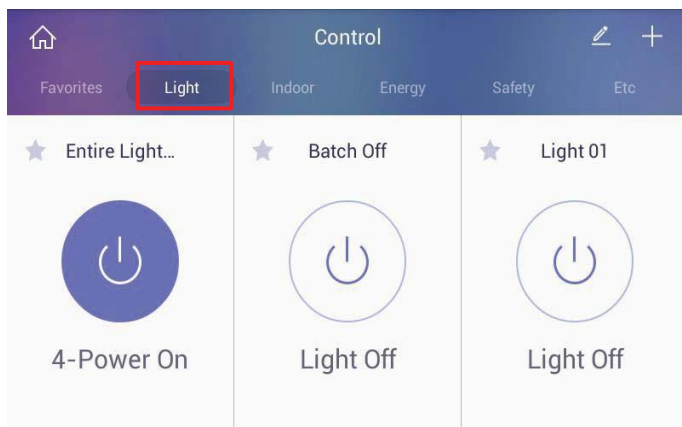 Control
Favorites Light Indoor Energy Safety Etc
Entire Light... Batch Off Light 01
4-Power On Light Off Light Off